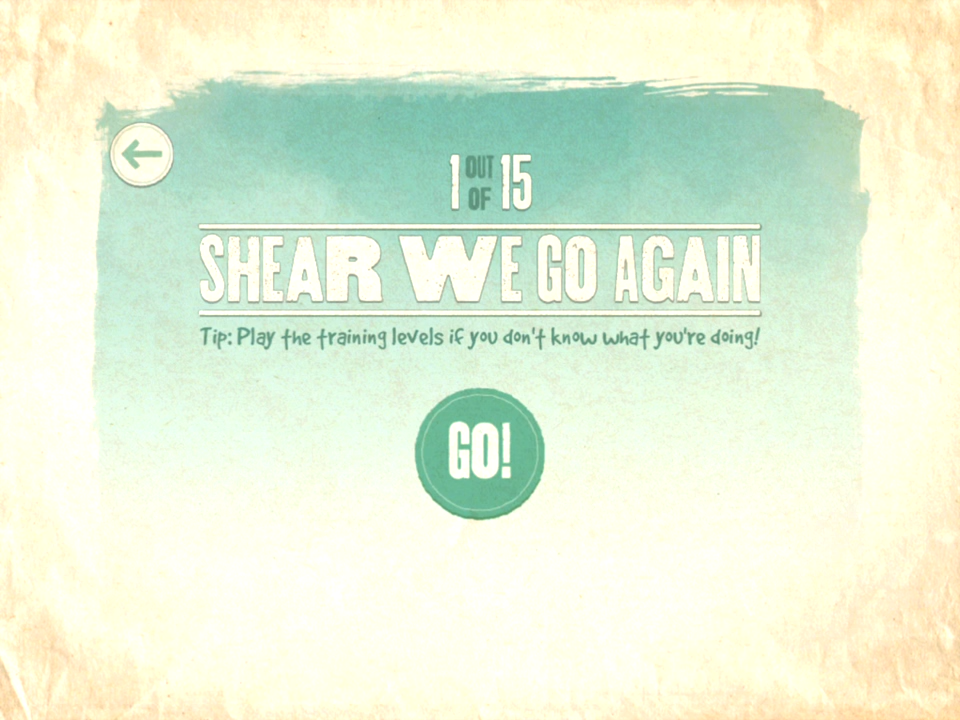 1 OUT OF 15
SHEAR WE GO AGAIN
Tip: Play the training levels if you don't know what you're doing!
GO!